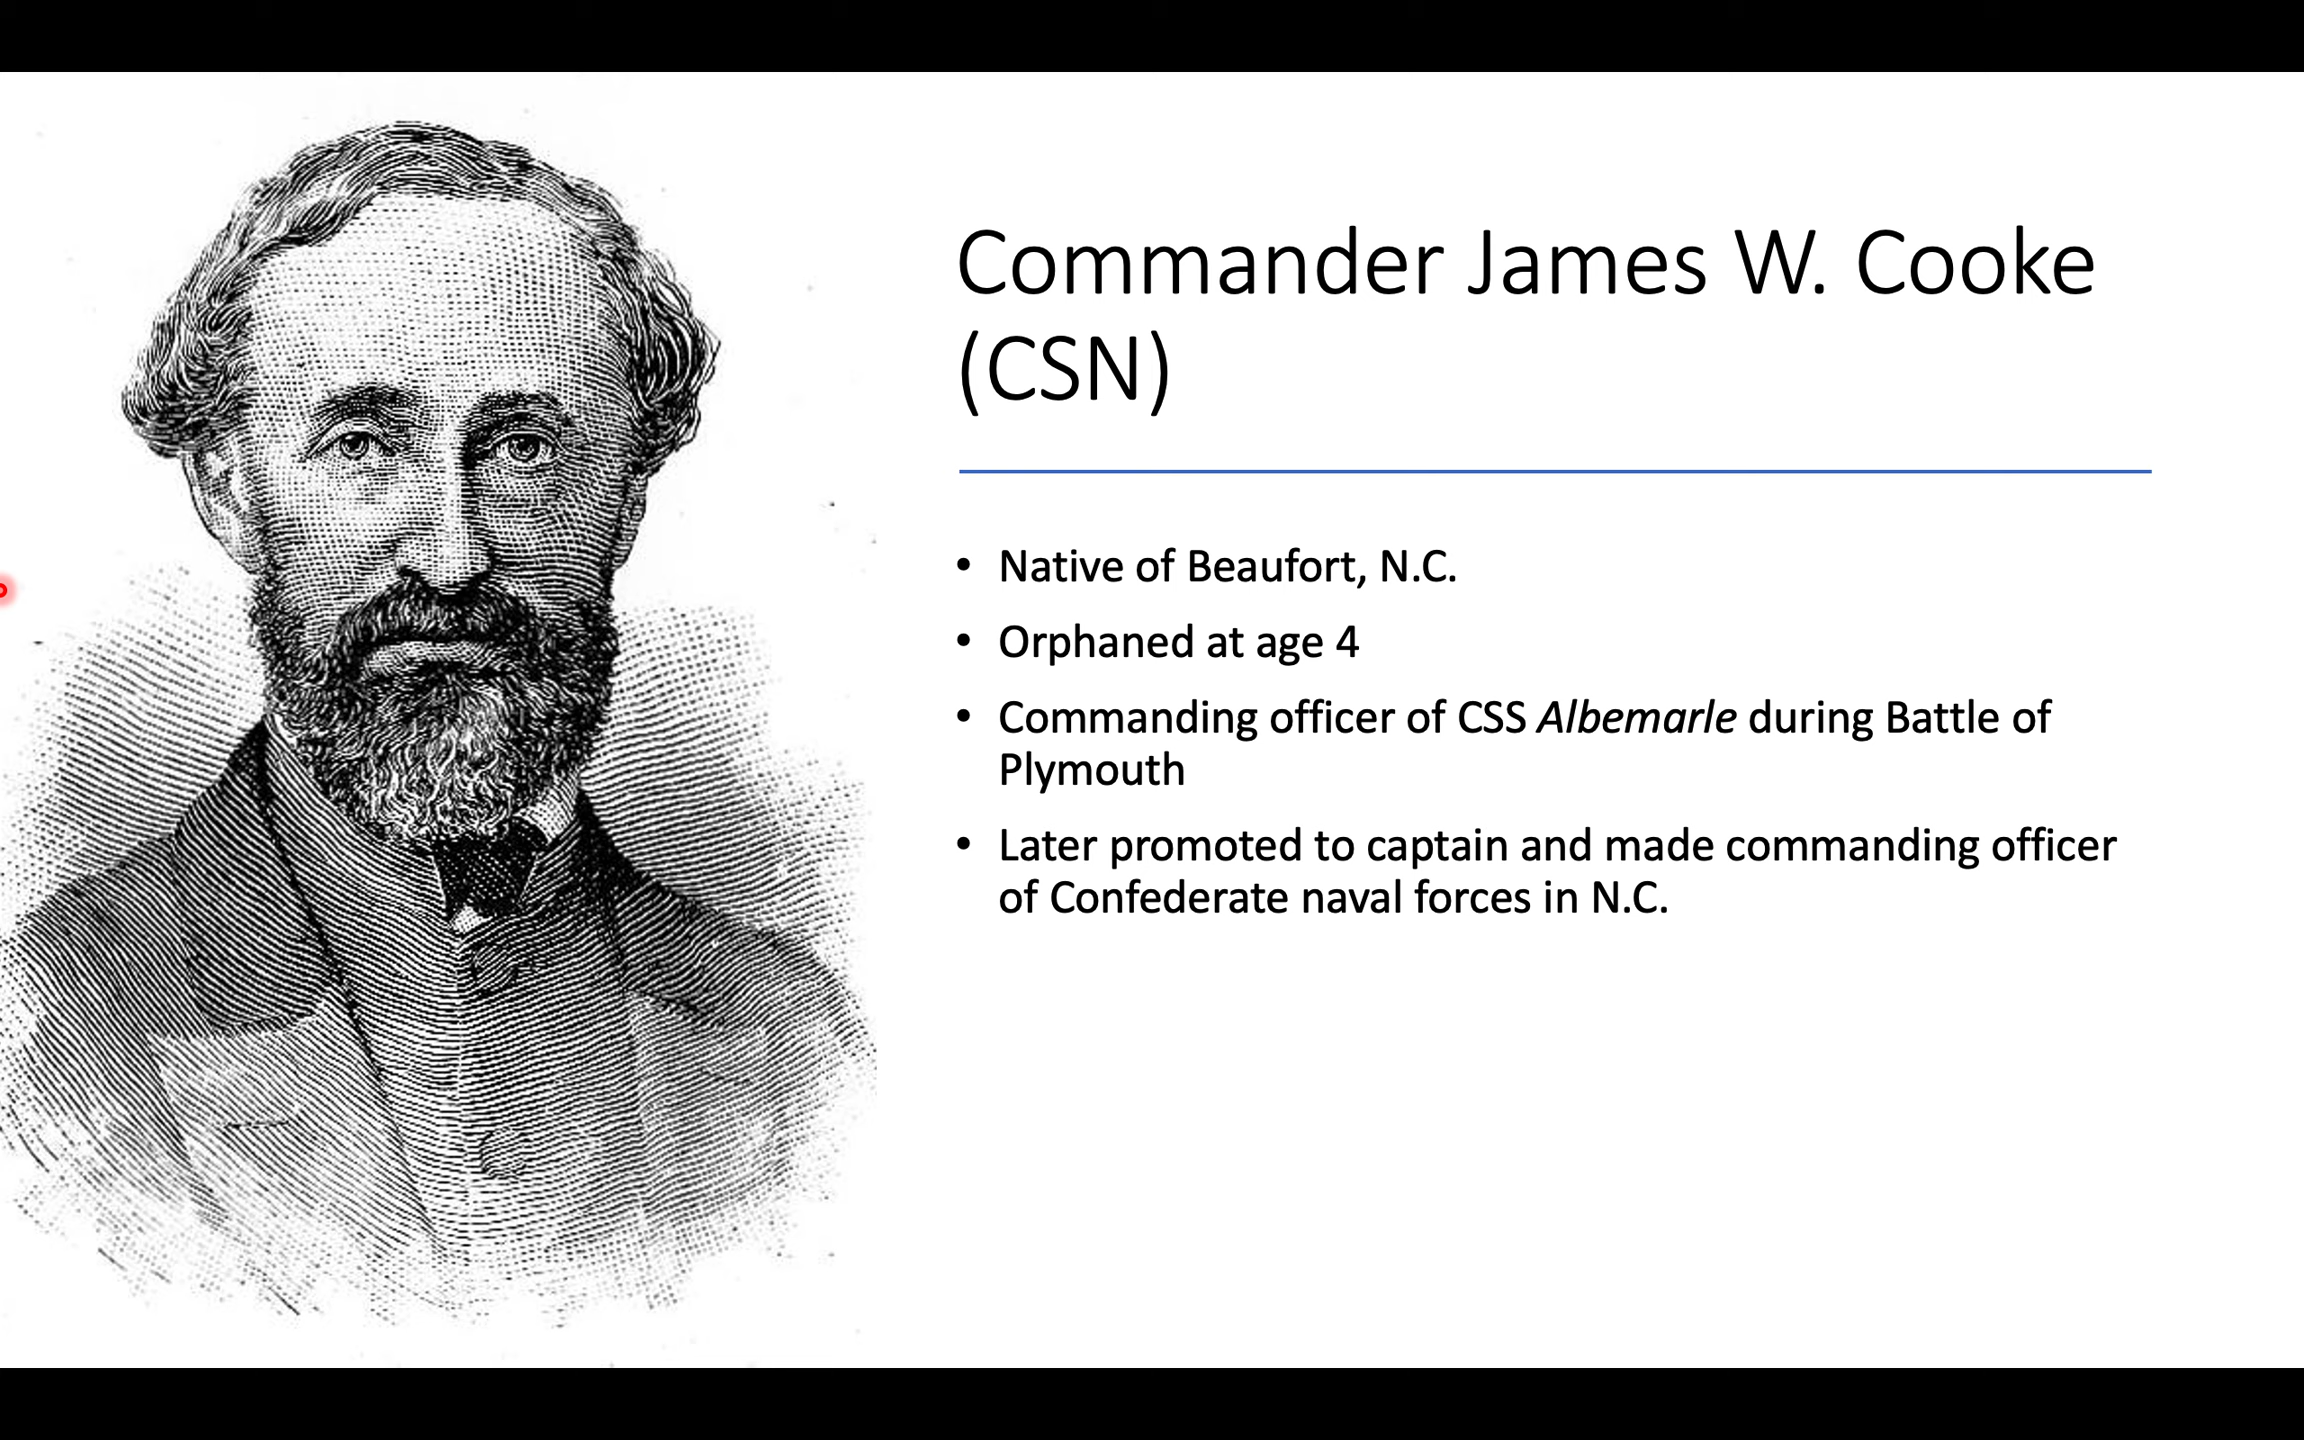 Commander James W. Cooke
(CSN)
• Native of Beaufort, N.C.
• Orphaned at age 4
• Commanding officer of CSS Albemarle during Battle of
Plymouth
• Later promoted to captain and made commanding officer
of Confederate naval forces in N.C.